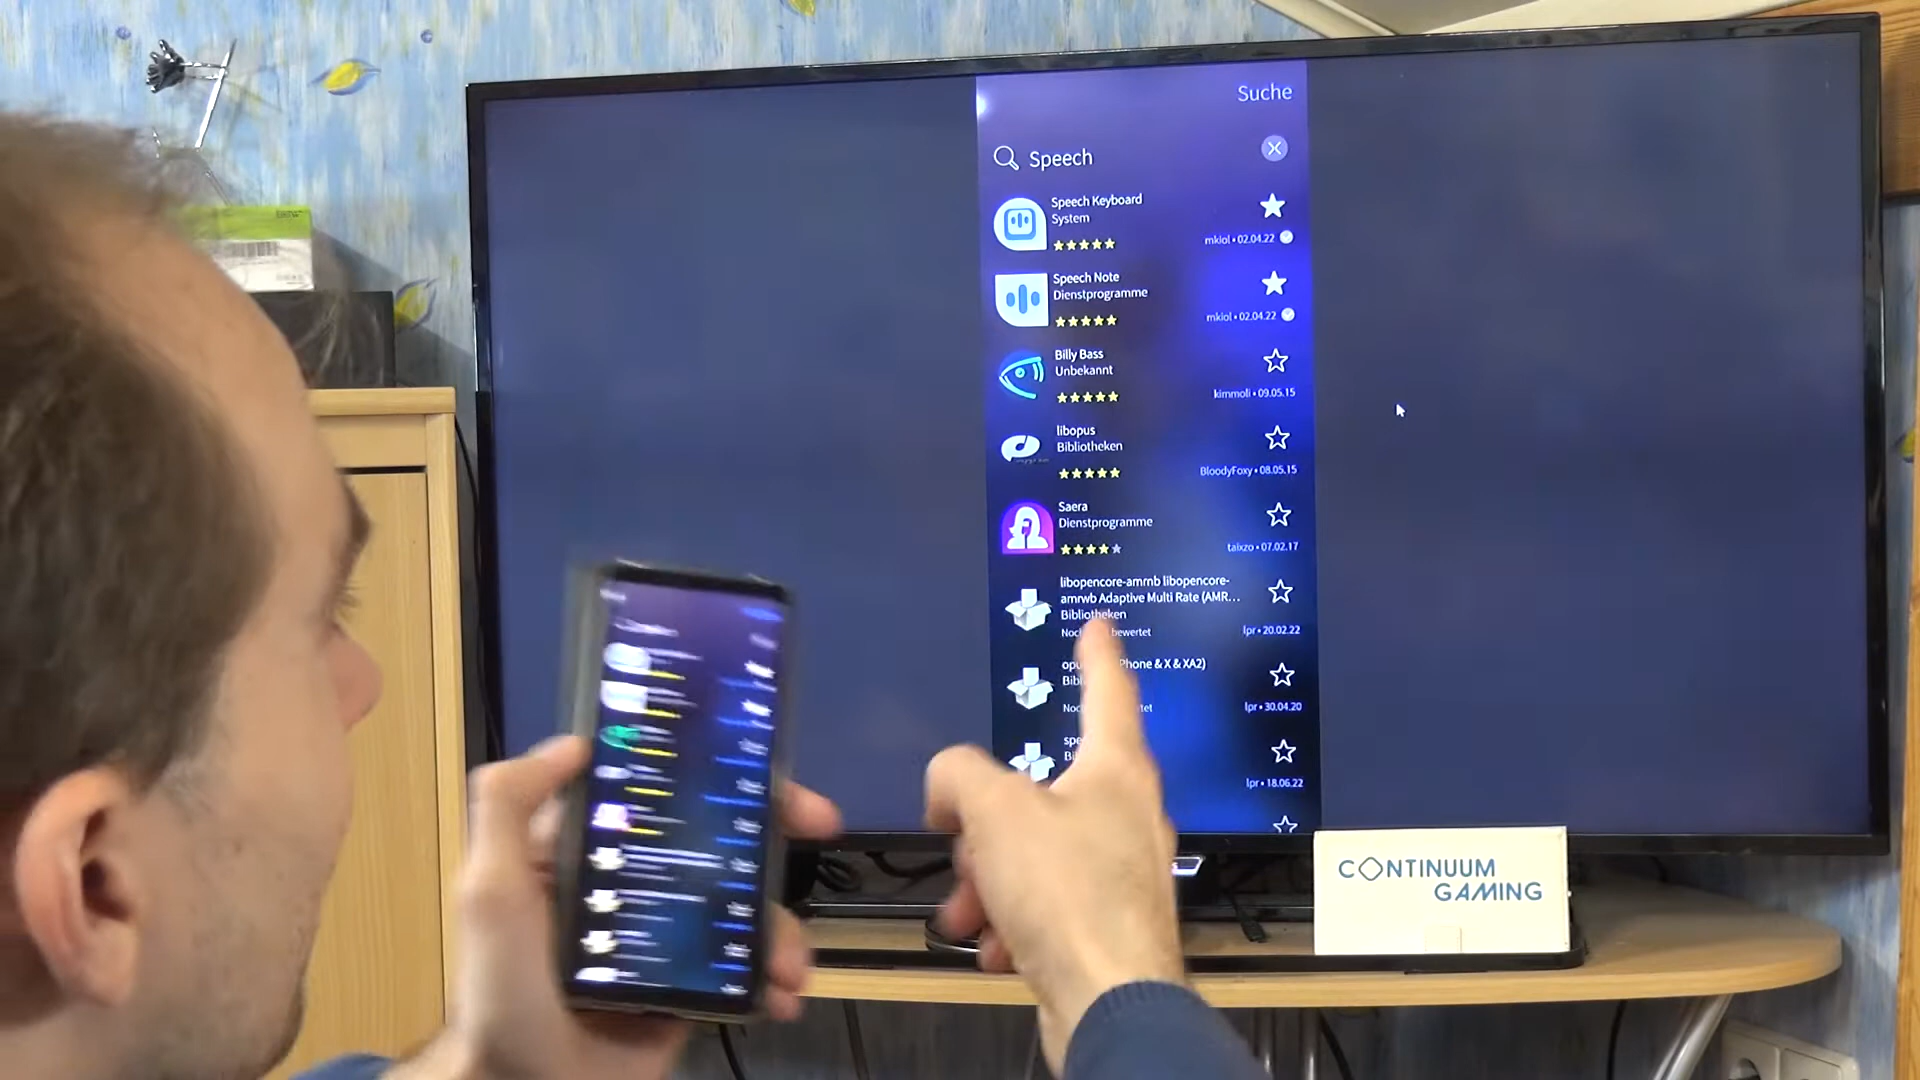 Suche
Speech
Speech Keyboard
System
mkiol • 02.04.22
Speech Note
Dienstprogramme
mkiol • 02.04.22
Billy Bass
Unbekannt
kimmoli • 09.05.15
libopus
Bibliotheken
BloodyFoxy • 08.05.15
Saera
Dienstprogramme
taixzo • 07.02.17
libopencore-amrnb libopencore-
amrwb Adaptive Multi Rate (AMR...
Bibliotheken
bewertet
lpr • 20.02.22
Phone & X & XA2)
lpr • 30.04.20
lpr • 18.06.22
CONTINUUM
GAMING